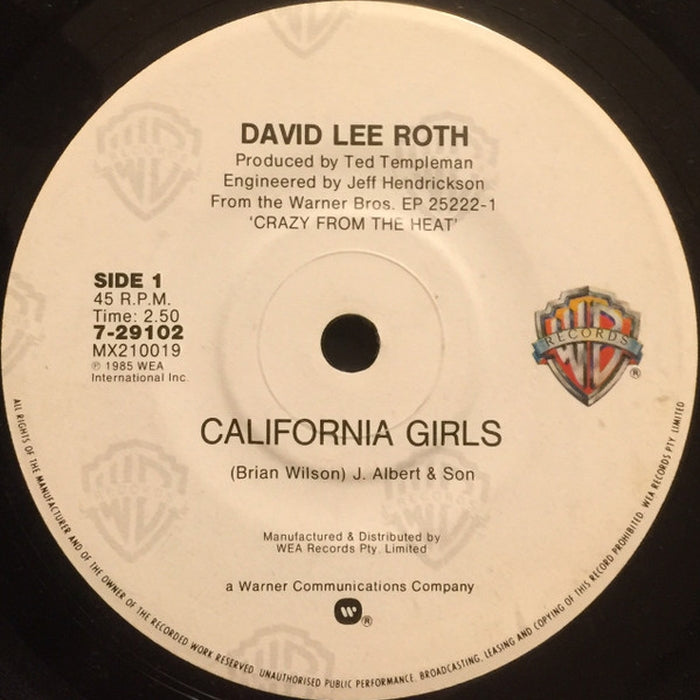 DAVID LEE ROTH
Produced by Ted Templeman
Engineered by Jeff Hendrickson
From the Warner Bros. EP 25222-1
'CRAZY FROM THE HEAT'
SIDE 1
45 R.P.M.
Time: 2.50
7-29102
MX210019
℗ 1985 WEA
International Inc.
RECORDS
®
CALIFORNIA GIRLS
(Brian Wilson) J. Albert & Son
Manufactured & Distributed by
WEA Records Pty. Limited
a Warner Communications Company
®
ALL RIGHTS OF THE MANUFACTURER AND OF THE OWNER OF THE RECORDED WORK RESERVED. UNAUTHORISED PUBLIC PERFORMANCE, BROADCASTING, LEASING AND COPYING OF THIS RECORD PROHIBITED. WEA RECORDS PTY. LIMITED